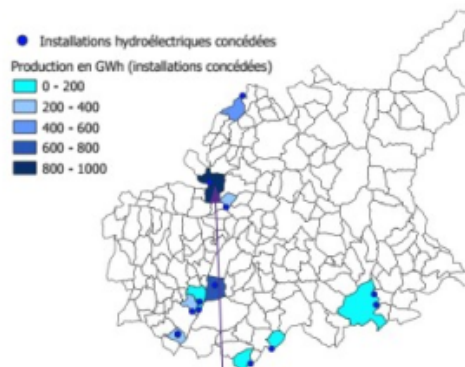 Installations hydroélectriques concédées
Production en GWh (installations concédées)
0 - 200
200 - 400
400 - 600
600 - 800
800 - 1000